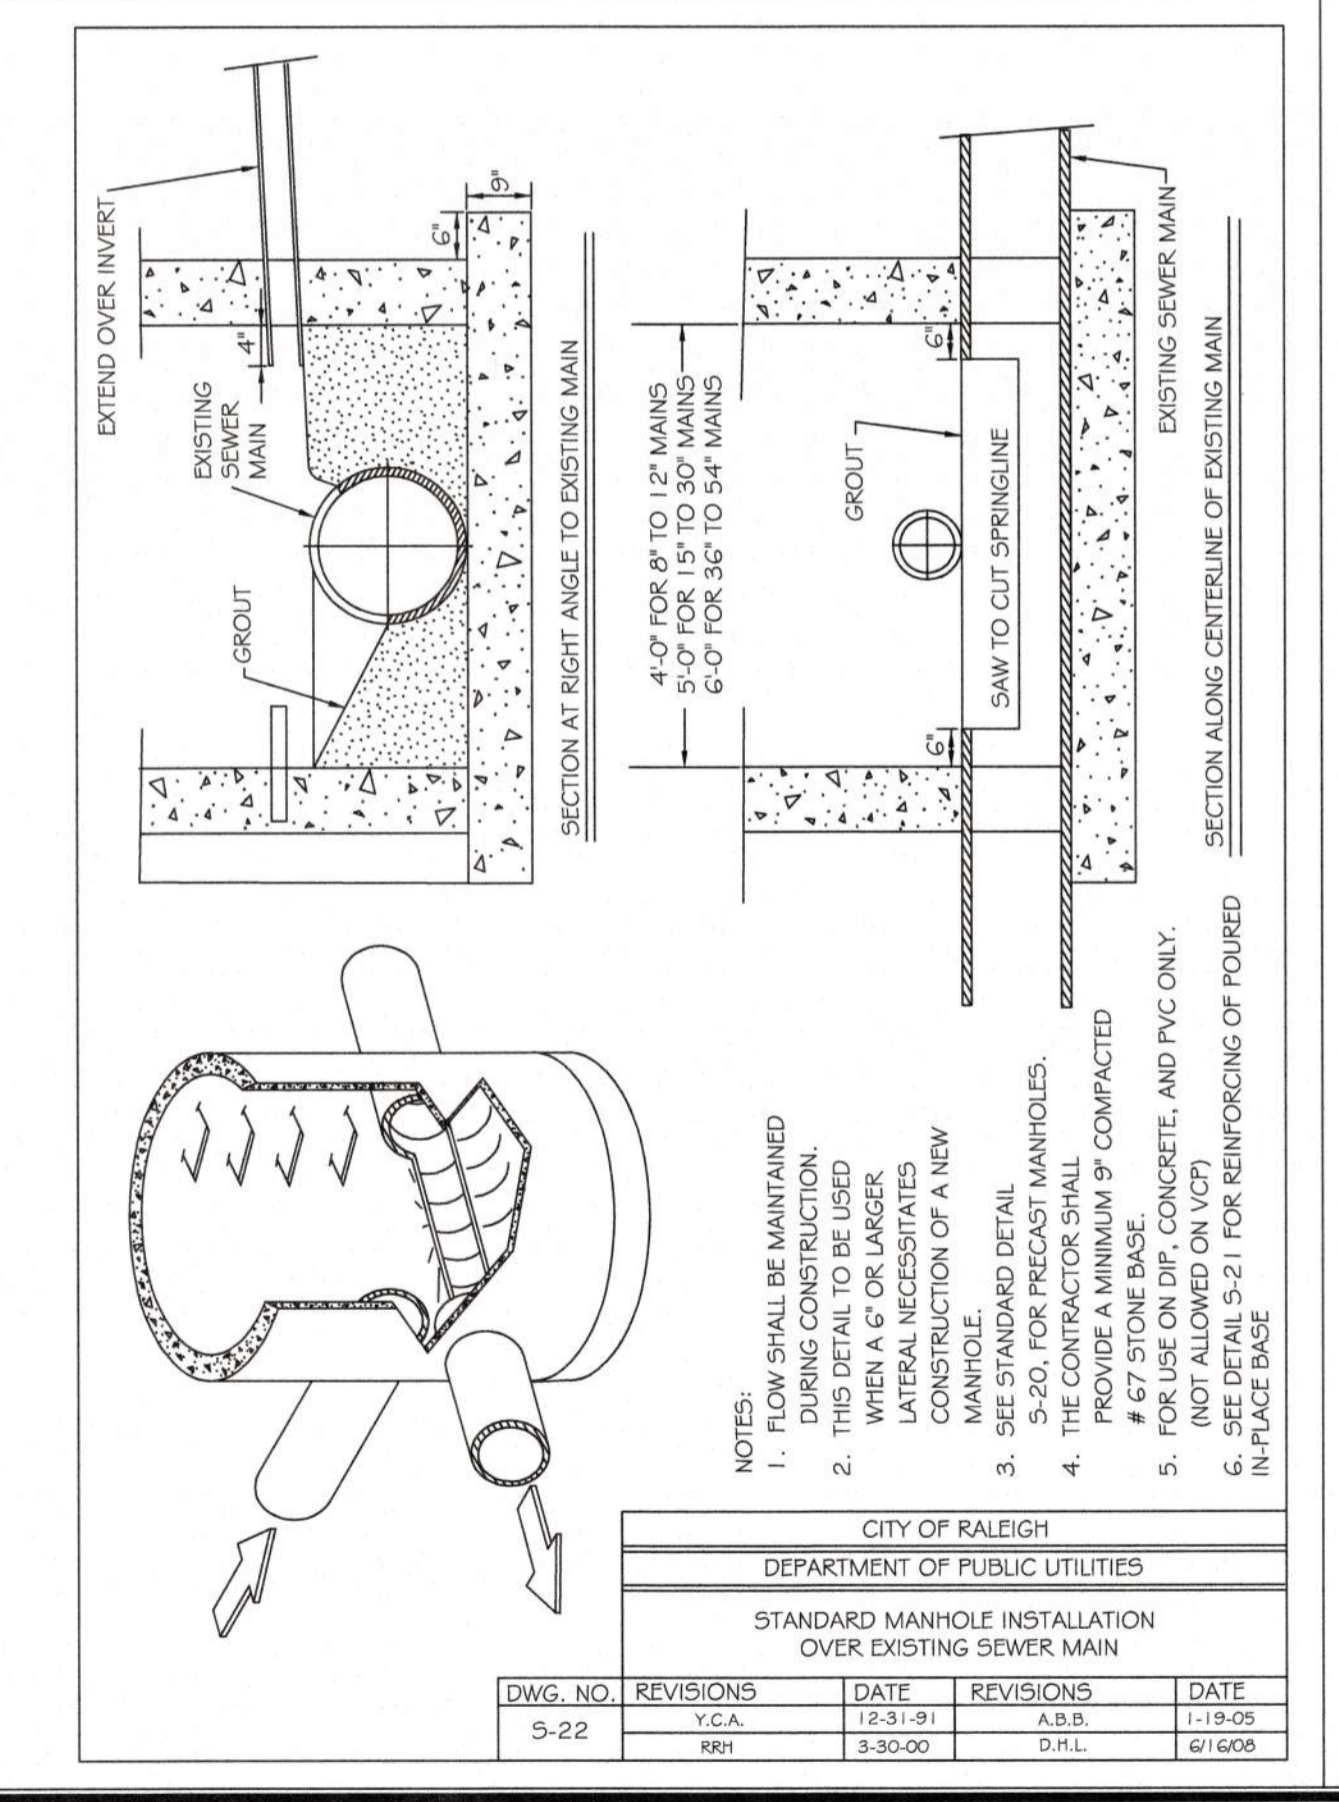 EXTEND OVER INVERT
EXISTING
SEWER
MAIN
GROUT
4"
6"
9"
SECTION AT RIGHT ANGLE TO EXISTING MAIN
4'-0" FOR 8" TO 12" MAINS
5'-0" FOR 15" TO 30" MAINS
6'-0" FOR 36" TO 54" MAINS
GROUT
6"
6"
SAW TO CUT SPRINGLINE
EXISTING SEWER MAIN
SECTION ALONG CENTERLINE OF EXISTING MAIN
NOTES:
1. FLOW SHALL BE MAINTAINED
DURING CONSTRUCTION.
2. THIS DETAIL TO BE USED
WHEN A 6" OR LARGER
LATERAL NECESSITATES
CONSTRUCTION OF A NEW
MANHOLE.
3. SEE STANDARD DETAIL
S-20, FOR PRECAST MANHOLES.
4. THE CONTRACTOR SHALL
PROVIDE A MINIMUM 9" COMPACTED
# 67 STONE BASE.
5. FOR USE ON DIP, CONCRETE, AND PVC ONLY.
(NOT ALLOWED ON VCP)
6. SEE DETAIL S-21 FOR REINFORCING OF POURED
IN-PLACE BASE
CITY OF RALEIGH
DEPARTMENT OF PUBLIC UTILITIES
STANDARD MANHOLE INSTALLATION
OVER EXISTING SEWER MAIN
DWG. NO. REVISIONS DATE REVISIONS DATE
S-22
Y.C.A. 12-31-91 A.B.B. 1-19-05
RRH 3-30-00 D.H.L. 6/16/08